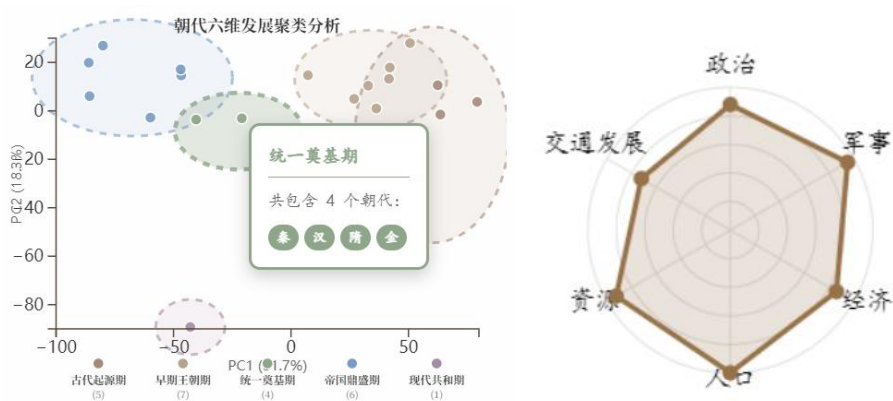 朝代六维发展聚类分析
20
0
−20
−40
−60
−80
PC2 (18.3%)
统一奠基期
共包含 4 个朝代：
秦 汉 隋 金
−100
−50
0
50
PC1 (51.7%)
古代起源期
(5)
早期王朝期
(7)
统一奠基期
(4)
帝国鼎盛期
(6)
现代共和期
(1)
政治
军事
经济
人口
资源
交通发展